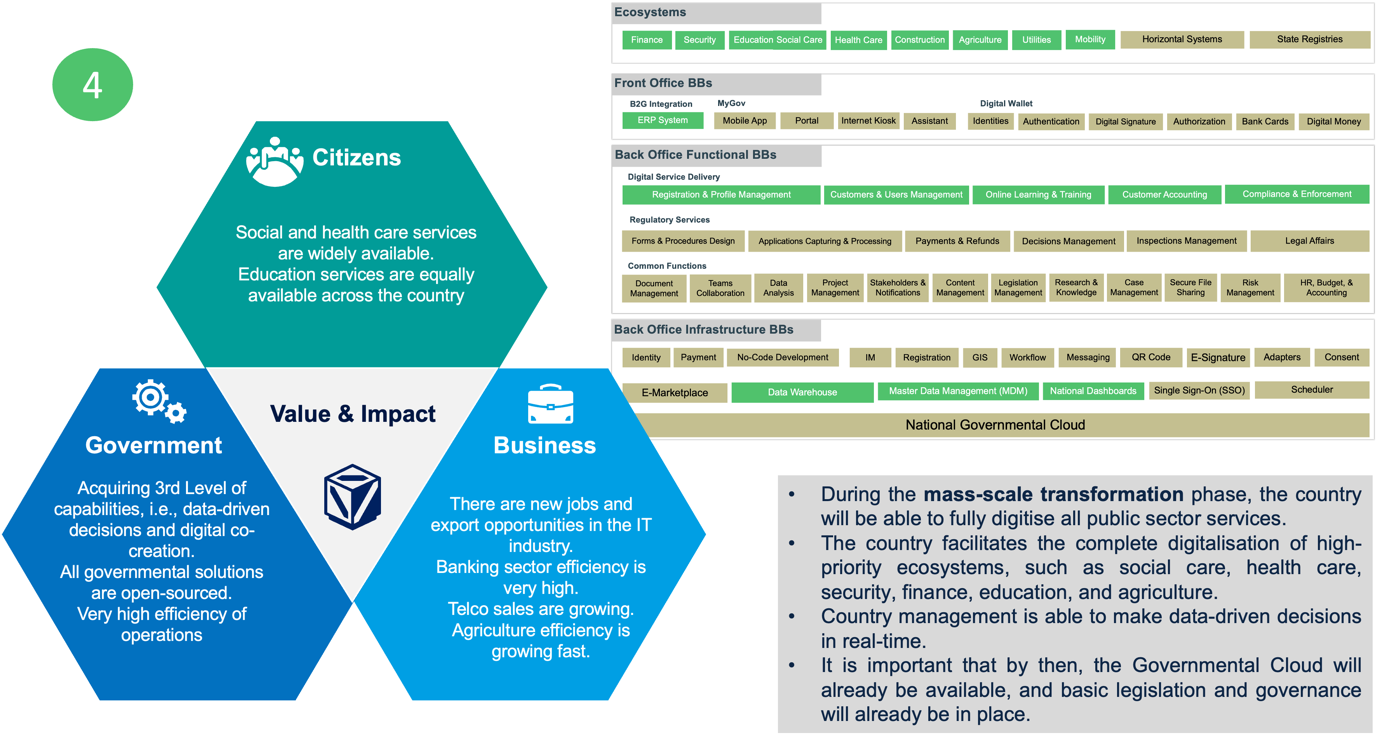 4
Citizens
Social and health care services
are widely available.
Education services are equally
available across the country
Government
Acquiring 3rd Level of
capabilities, i.e., data-driven
decisions and digital co-
creation.
All governmental solutions
are open-sourced.
Very high efficiency of
operations
Value & Impact
Business
There are new jobs and
export opportunities in the IT
industry.
Banking sector efficiency is
very high.
Telco sales are growing.
Agriculture efficiency is
growing fast.
Ecosystems
Finance Security Education Social Care Health Care Construction Agriculture Utilities Mobility Horizontal Systems State Registries
Front Office BBs
B2G Integration MyGov Digital Wallet
ERP System Mobile App Portal Internet Kiosk Assistant Identities Authentication Digital Signature Authorization Bank Cards Digital Money
Back Office Functional BBs
Digital Service Delivery
Registration & Profile Management Customers & Users Management Online Learning & Training Customer Accounting Compliance & Enforcement
Regulatory Services
Forms & Procedures Design Applications Capturing & Processing Payments & Refunds Decisions Management Inspections Management Legal Affairs
Common Functions
Document Management
Teams Collaboration
Data Analysis
Project Management
Stakeholders & Notifications
Content Management
Legislation Management
Research & Knowledge
Case Management
Secure File Sharing
Risk Management
HR, Budget, & Accounting
Back Office Infrastructure BBs
Identity Payment No-Code Development IM Registration GIS Workflow Messaging QR Code E-Signature Adapters Consent
E-Marketplace Data Warehouse Master Data Management (MDM) National Dashboards Single Sign-On (SSO) Scheduler
National Governmental Cloud
• During the mass-scale transformation phase, the country
will be able to fully digitise all public sector services.
• The country facilitates the complete digitalisation of high-
priority ecosystems, such as social care, health care,
security, finance, education, and agriculture.
• Country management is able to make data-driven decisions
in real-time.
• It is important that by then, the Governmental Cloud will
already be available, and basic legislation and governance
will already be in place.